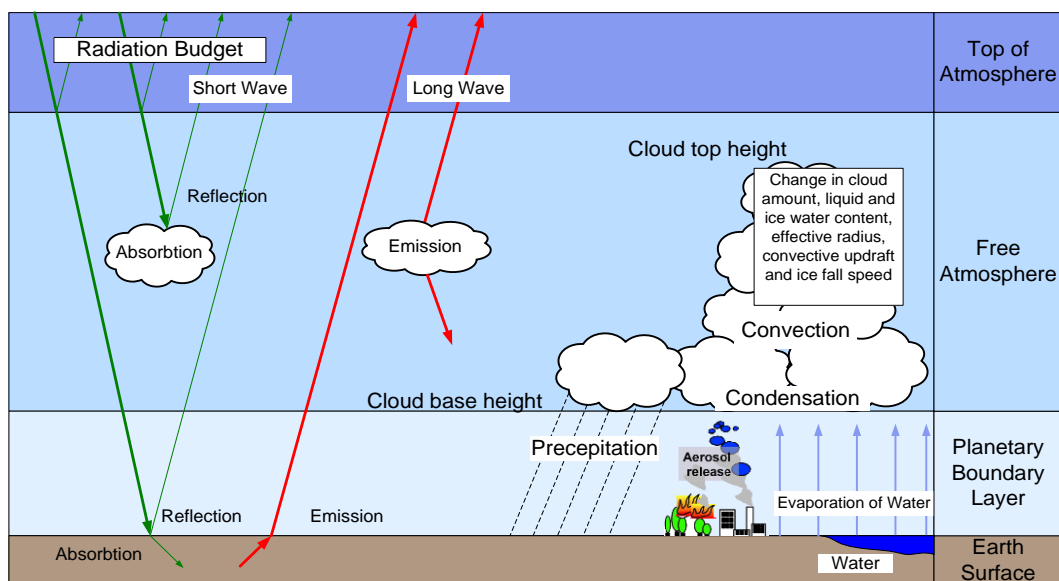 Radiation Budget
Short Wave
Long Wave
Top of
Atmosphere
Cloud top height
Change in cloud
amount, liquid and
ice water content,
effective radius,
convective updraft
and ice fall speed
Reflection
Absorbtion
Emission
Free
Atmosphere
Convection
Cloud base height
Condensation
Precepitation
Aerosol
release
Evaporation of Water
Planetary
Boundary
Layer
Reflection
Emission
Absorbtion
Water
Earth
Surface